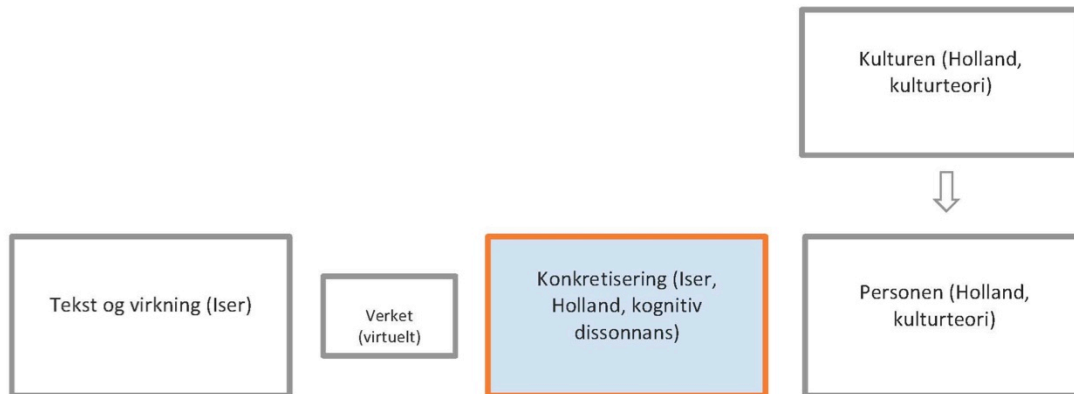 Kulturen (Holland,
kulturteori)
Tekst og virkning (Iser)
Verket
(virtuelt)
Konkretisering (Iser,
Holland, kognitiv
dissonnans)
Personen (Holland,
kulturteori)